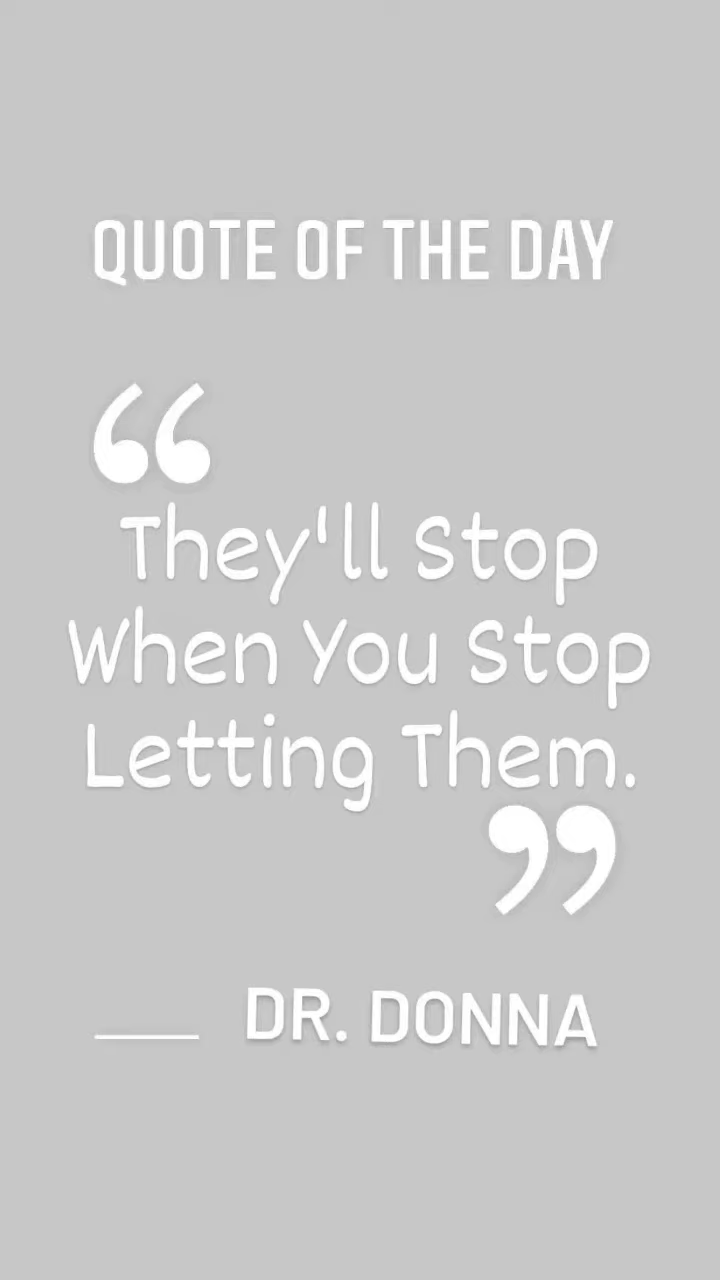 QUOTE OF THE DAY
“
They'll Stop
When You Stop
Letting Them.
”
DR. DONNA